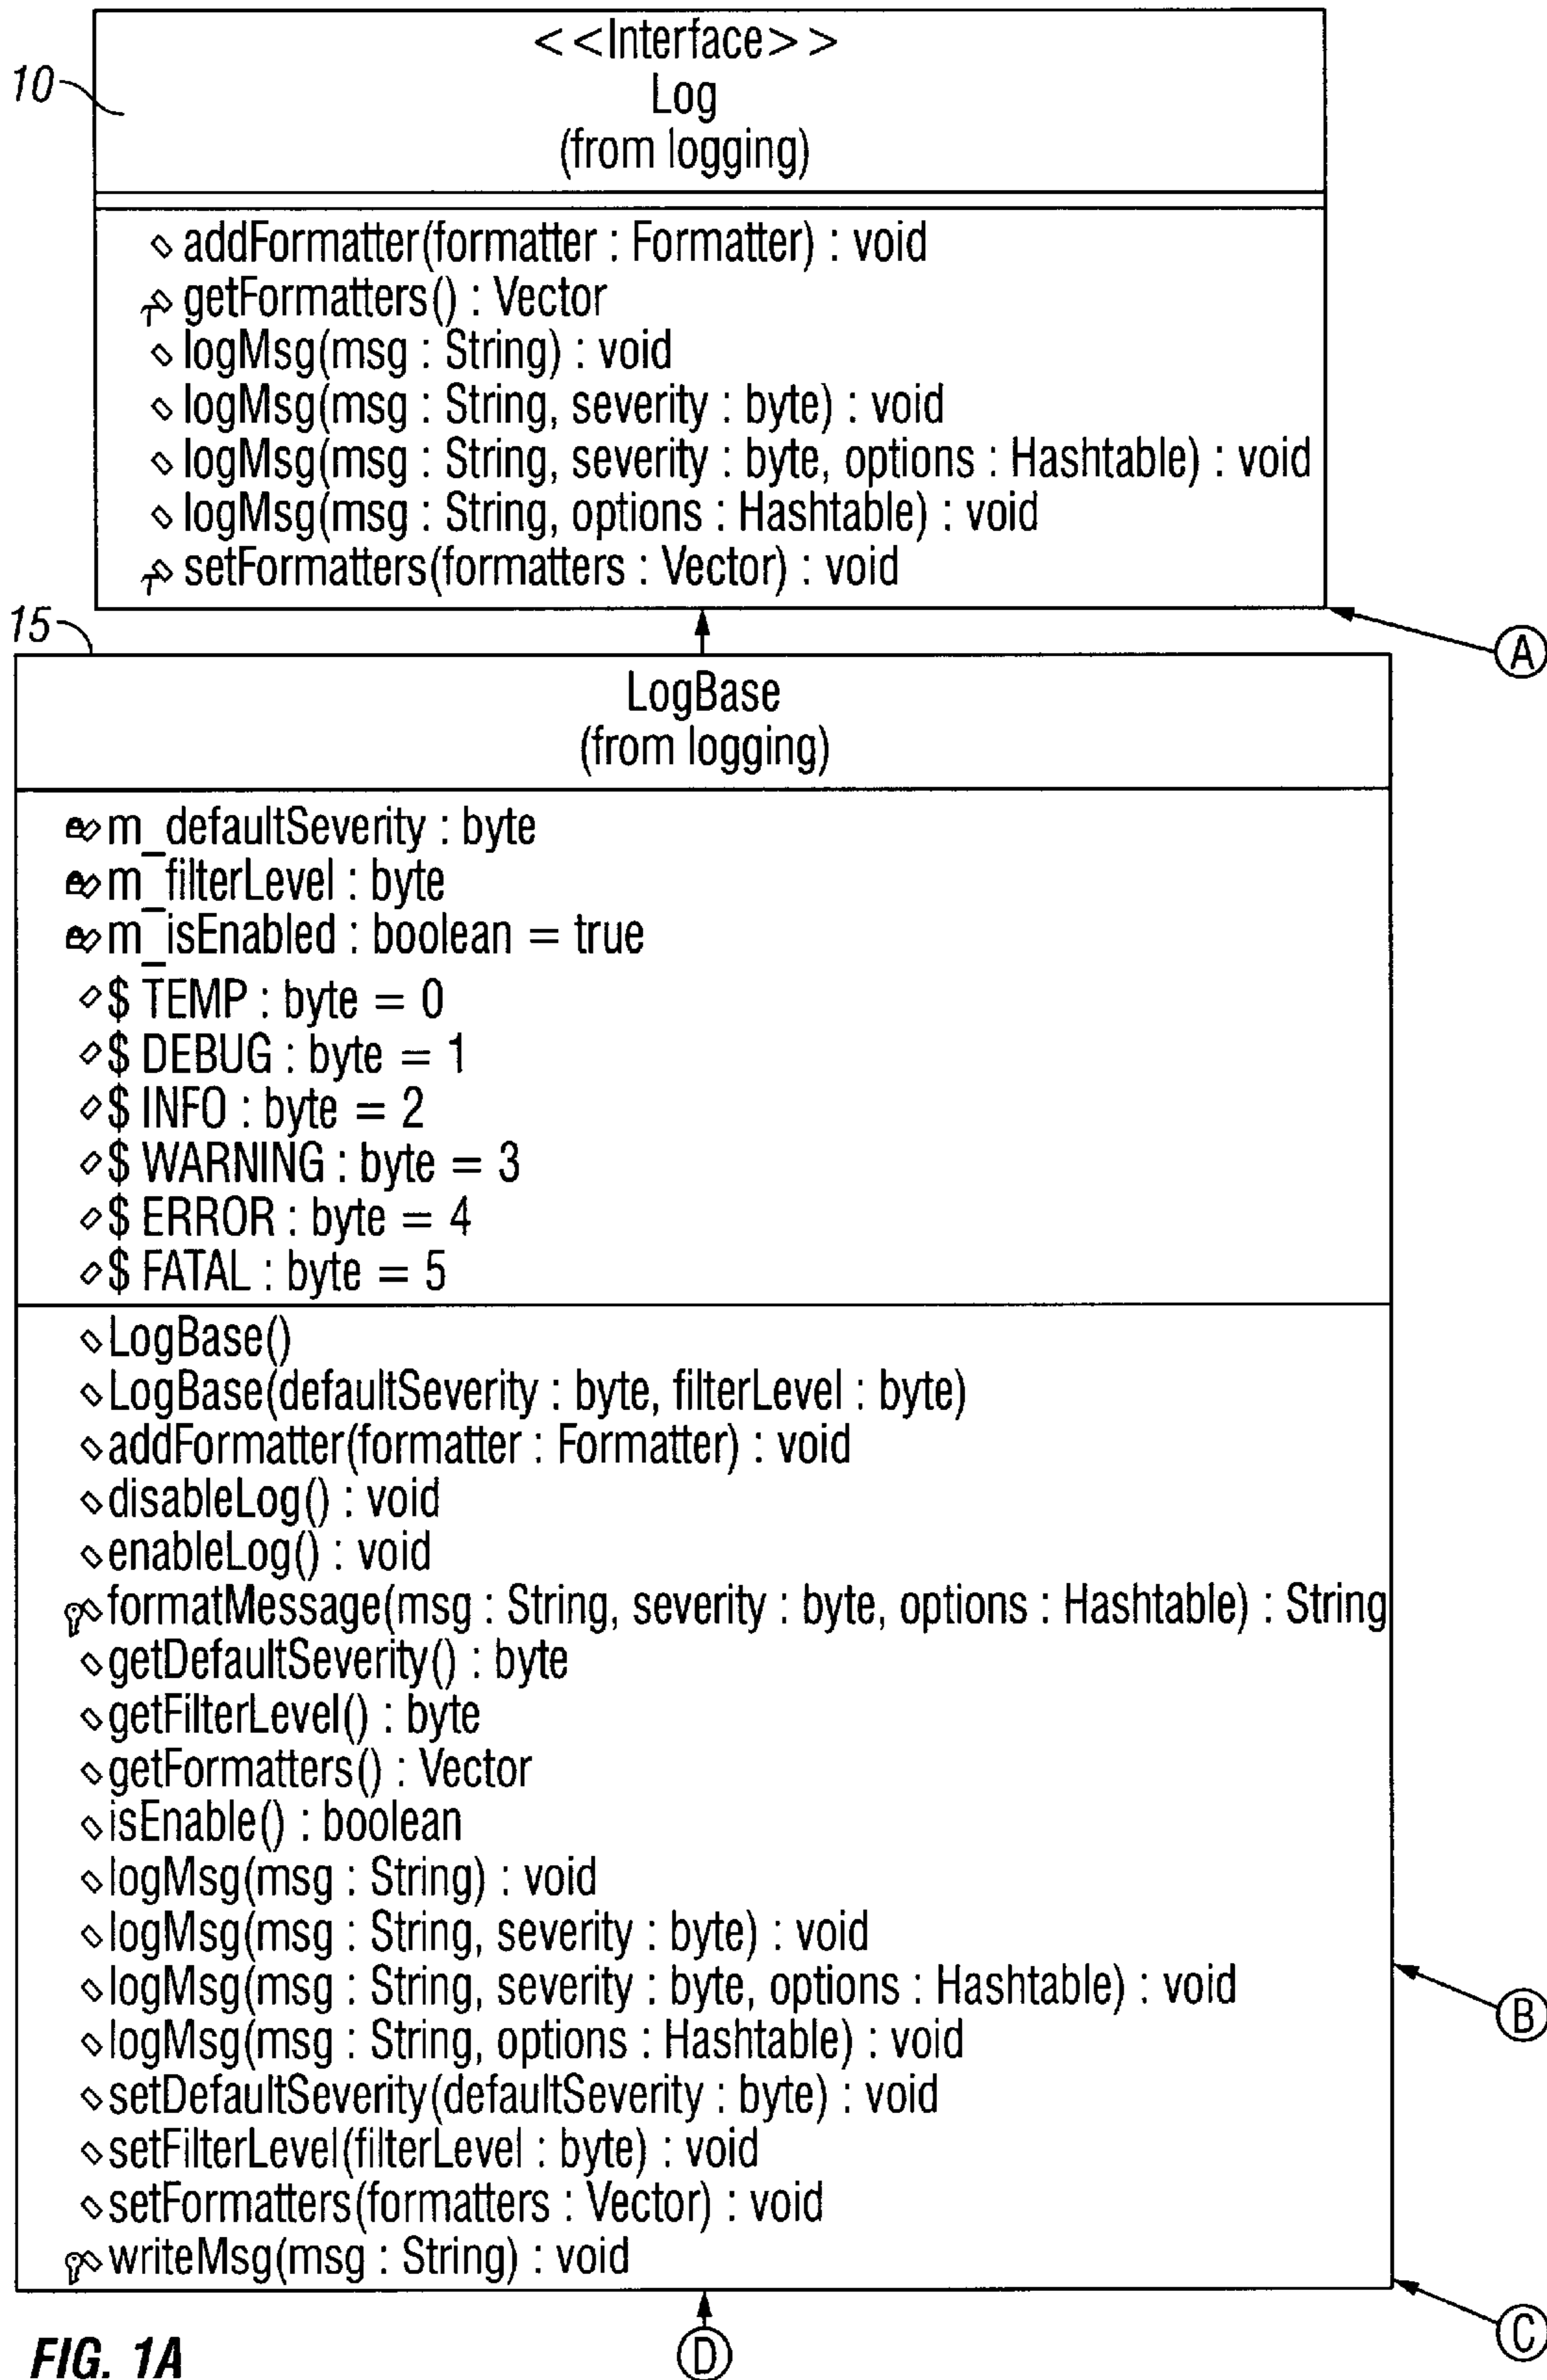 <<Interface>>
10
Log
(from logging)
addFormatter(formatter : Formatter) : void
getFormatters() : Vector
logMsg(msg : String) : void
logMsg(msg : String, severity : byte) : void
logMsg(msg : String, severity : byte, options : Hashtable) : void
logMsg(msg : String, options : Hashtable) : void
setFormatters(formatters : Vector) : void
15
A
LogBase
(from logging)
m_defaultSeverity : byte
m_filterLevel : byte
m_isEnabled : boolean = true
$ TEMP : byte = 0
$ DEBUG : byte = 1
$ INFO : byte = 2
$ WARNING : byte = 3
$ ERROR : byte = 4
$ FATAL : byte = 5
LogBase()
LogBase(defaultSeverity : byte, filterLevel : byte)
addFormatter(formatter : Formatter) : void
disableLog() : void
enableLog() : void
formatMessage(msg : String, severity : byte, options : Hashtable) : String
getDefaultSeverity() : byte
getFilterLevel() : byte
getFormatters() : Vector
isEnable() : boolean
logMsg(msg : String) : void
logMsg(msg : String, severity : byte) : void
logMsg(msg : String, severity : byte, options : Hashtable) : void
B
logMsg(msg : String, options : Hashtable) : void
setDefaultSeverity(defaultSeverity : byte) : void
setFilterLevel(filterLevel : byte) : void
setFormatters(formatters : Vector) : void
writeMsg(msg : String) : void
C
D
FIG. 1A